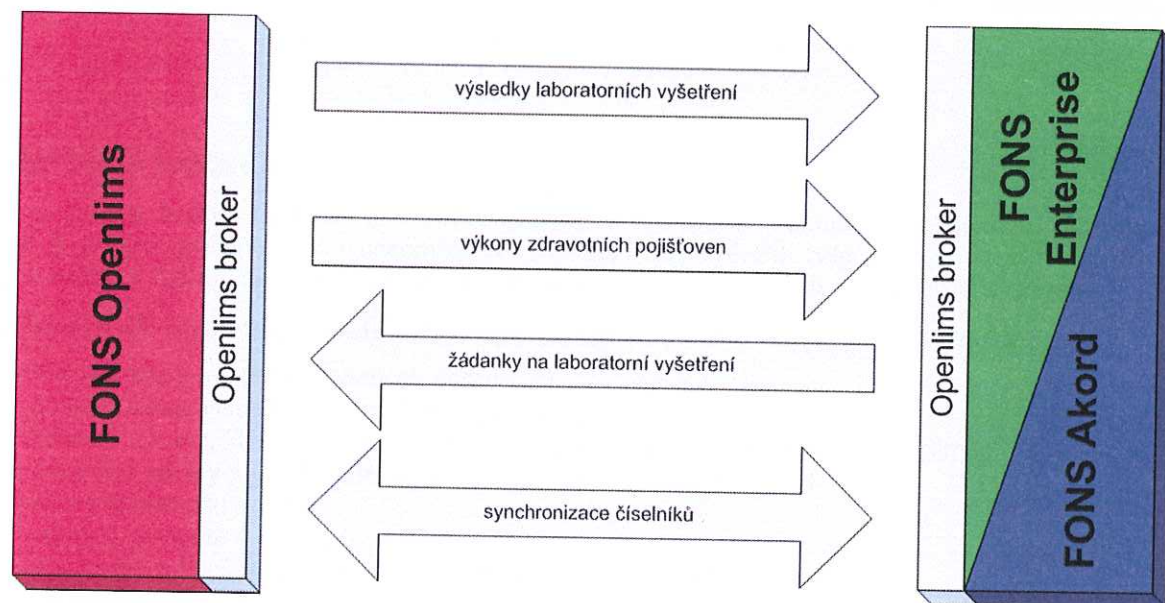 FONS Openlims
Openlims broker
výsledky laboratorních vyšetření
výkony zdravotních pojišťoven
žádanky na laboratorní vyšetření
synchronizace číselníků
Openlims broker
FONS
Enterprise
FONS Akord